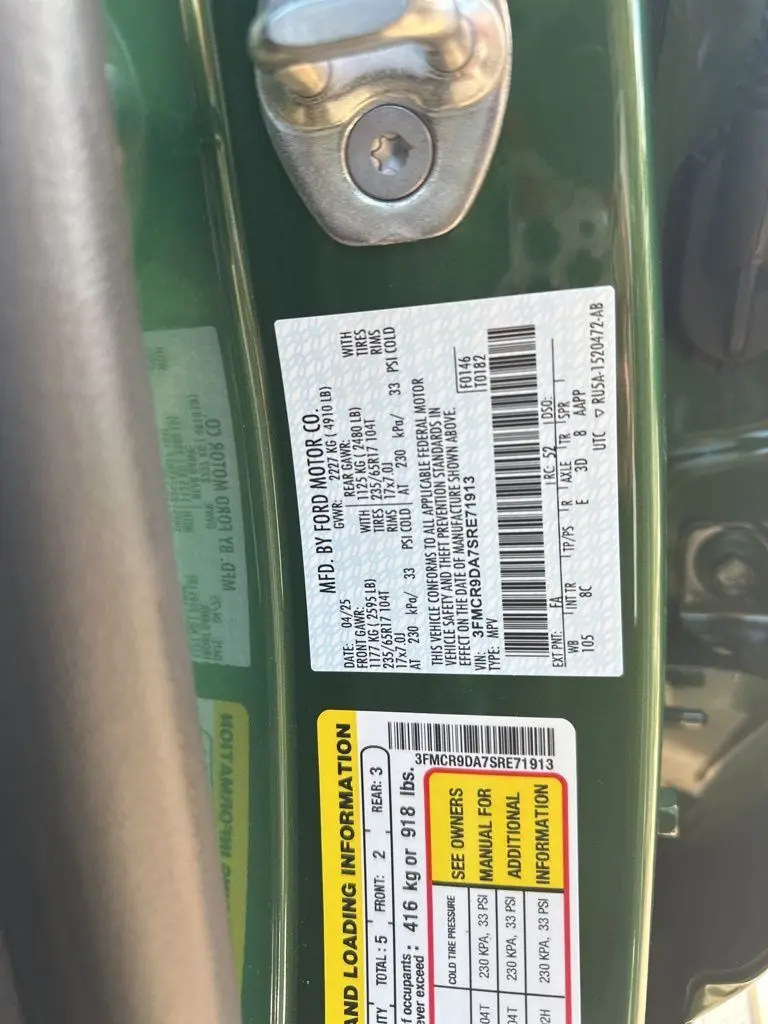 MFD. BY FORD MOTOR CO.
DATE: 04/25 GVWR: 2227 KG ( 4910 LB)
FRONT GAWR: REAR GAWR:
1177 KG ( 2595 LB) WITH 1125 KG ( 2480 LB) WITH
235/65R17 104T TIRES 235/65R17 104T TIRES
17x7.0J RIMS 17x7.0J RIMS
AT 230 kPa/ 33 PSI COLD AT 230 kPa/ 33 PSI COLD
THIS VEHICLE CONFORMS TO ALL APPLICABLE FEDERAL MOTOR
VEHICLE SAFETY AND THEFT PREVENTION STANDARDS IN
EFFECT ON THE DATE OF MANUFACTURE SHOWN ABOVE.
VIN: 3FMCR9DA7SRE71913 F0146
TYPE: MPV T0182
EXT PNT: FA RC: 52 DSO:
WB INT TR TP/PS R AXLE TR SPR
105 8C E 3D 8 AAPP
UTC ▽ RU5A-1520472-AB
AND LOADING INFORMATION
TOTAL : 5 FRONT: 2 REAR: 3
f occupants :
ever exceed : 416 kg or 918 lbs.
3FMCR9DA7SRE71913
COLD TIRE PRESSURE SEE OWNERS
04T 230 KPA, 33 PSI MANUAL FOR
04T 230 KPA, 33 PSI ADDITIONAL
230 KPA, 33 PSI INFORMATION